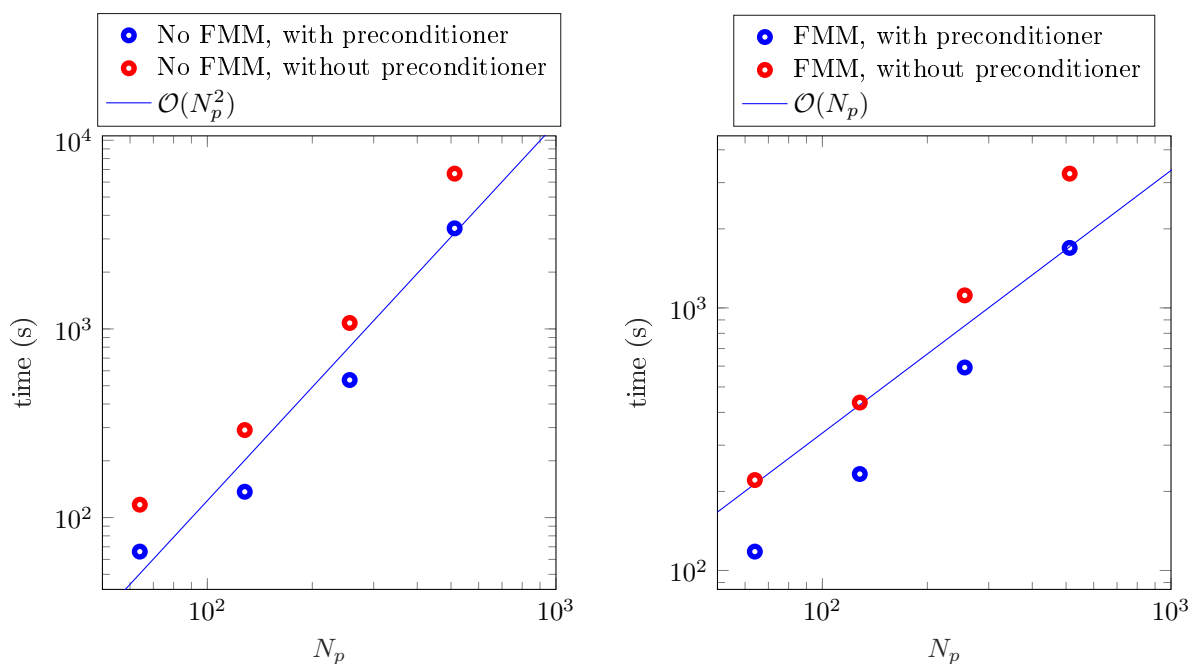 No FMM, with preconditioner
No FMM, without preconditioner
𝒪(N_p^2)
10^4
10^3
10^2
time (s)
10^2
10^3
N_p
FMM, with preconditioner
FMM, without preconditioner
𝒪(N_p)
10^3
10^2
time (s)
10^2
10^3
N_p